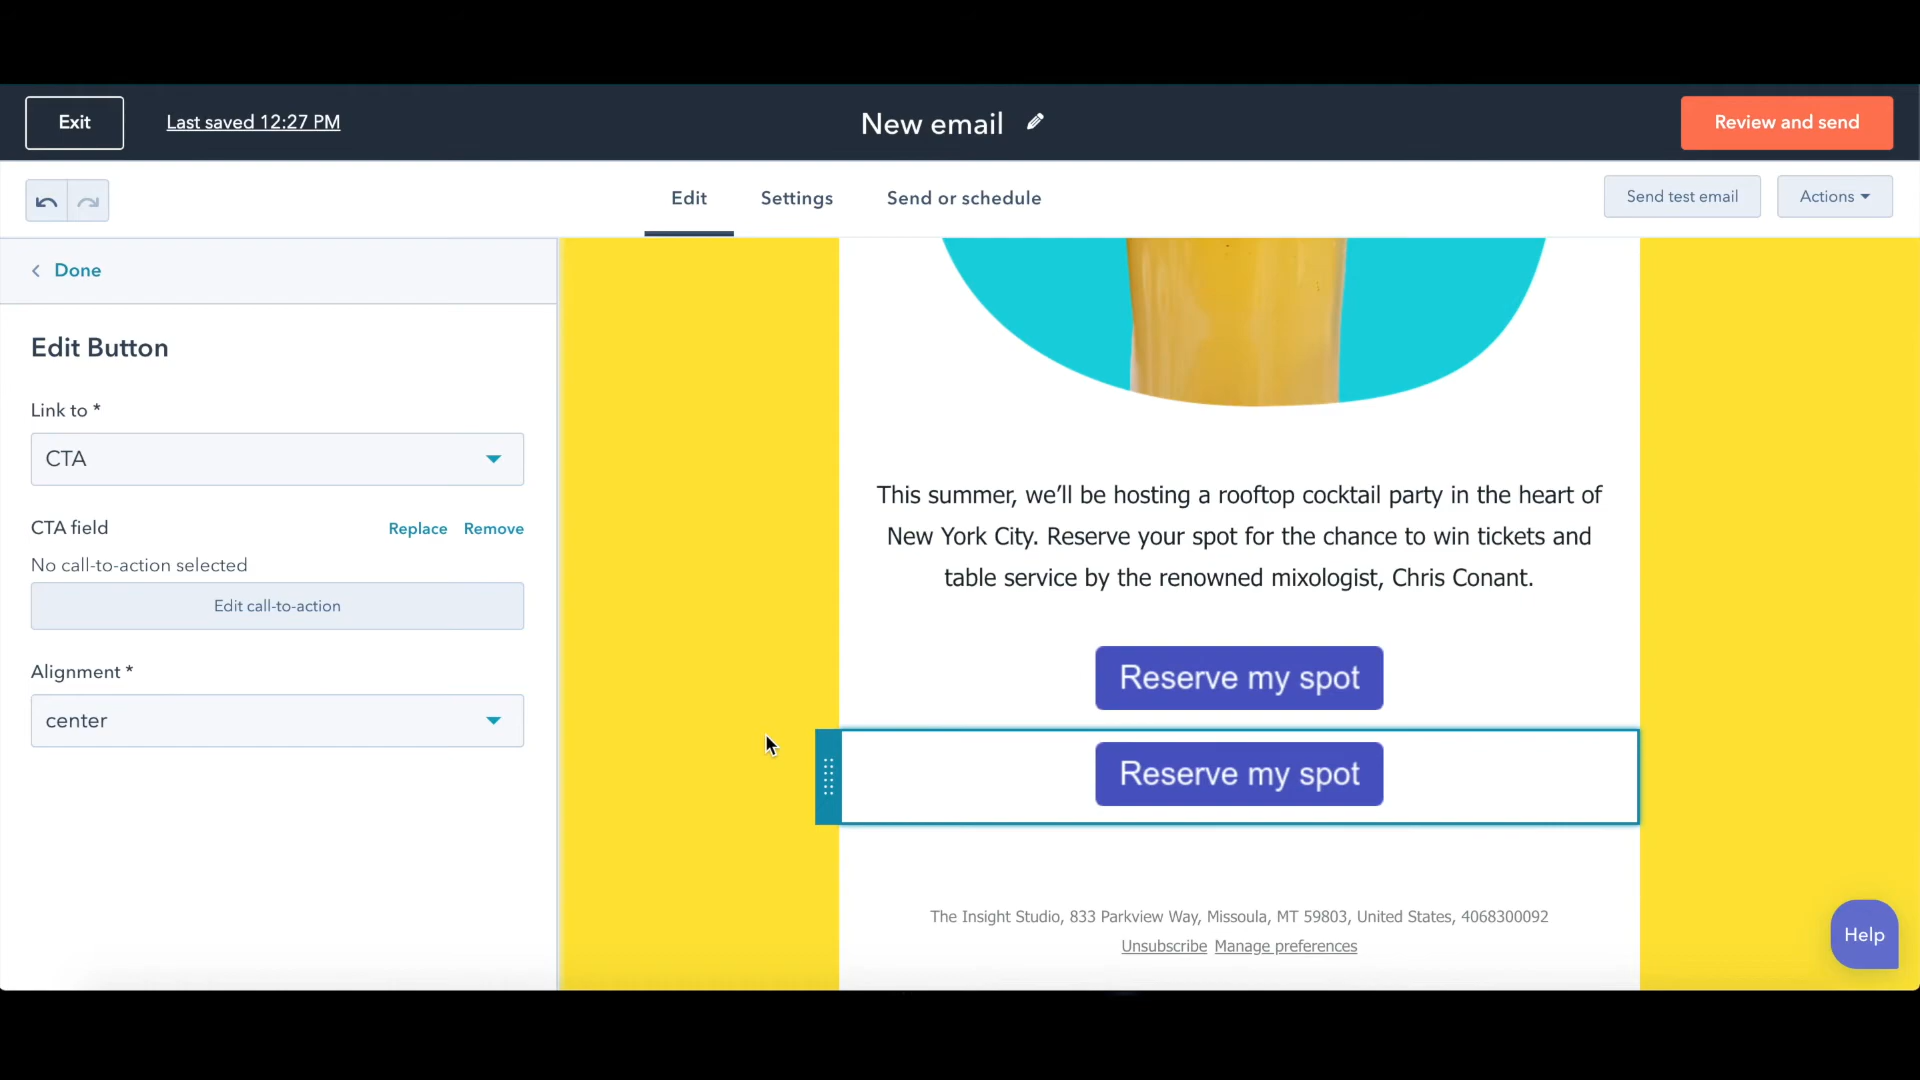 Exit
Last saved 12:27 PM
New email
Review and send
Edit
Settings
Send or schedule
Send test email
Actions
Done
Edit Button
Link to *
CTA
CTA field
Replace
Remove
No call-to-action selected
Edit call-to-action
Alignment *
center
This summer, we’ll be hosting a rooftop cocktail party in the heart of
New York City. Reserve your spot for the chance to win tickets and
table service by the renowned mixologist, Chris Conant.
Reserve my spot
Reserve my spot
The Insight Studio, 833 Parkview Way, Missoula, MT 59803, United States, 4068300092
Unsubscribe Manage preferences
Help